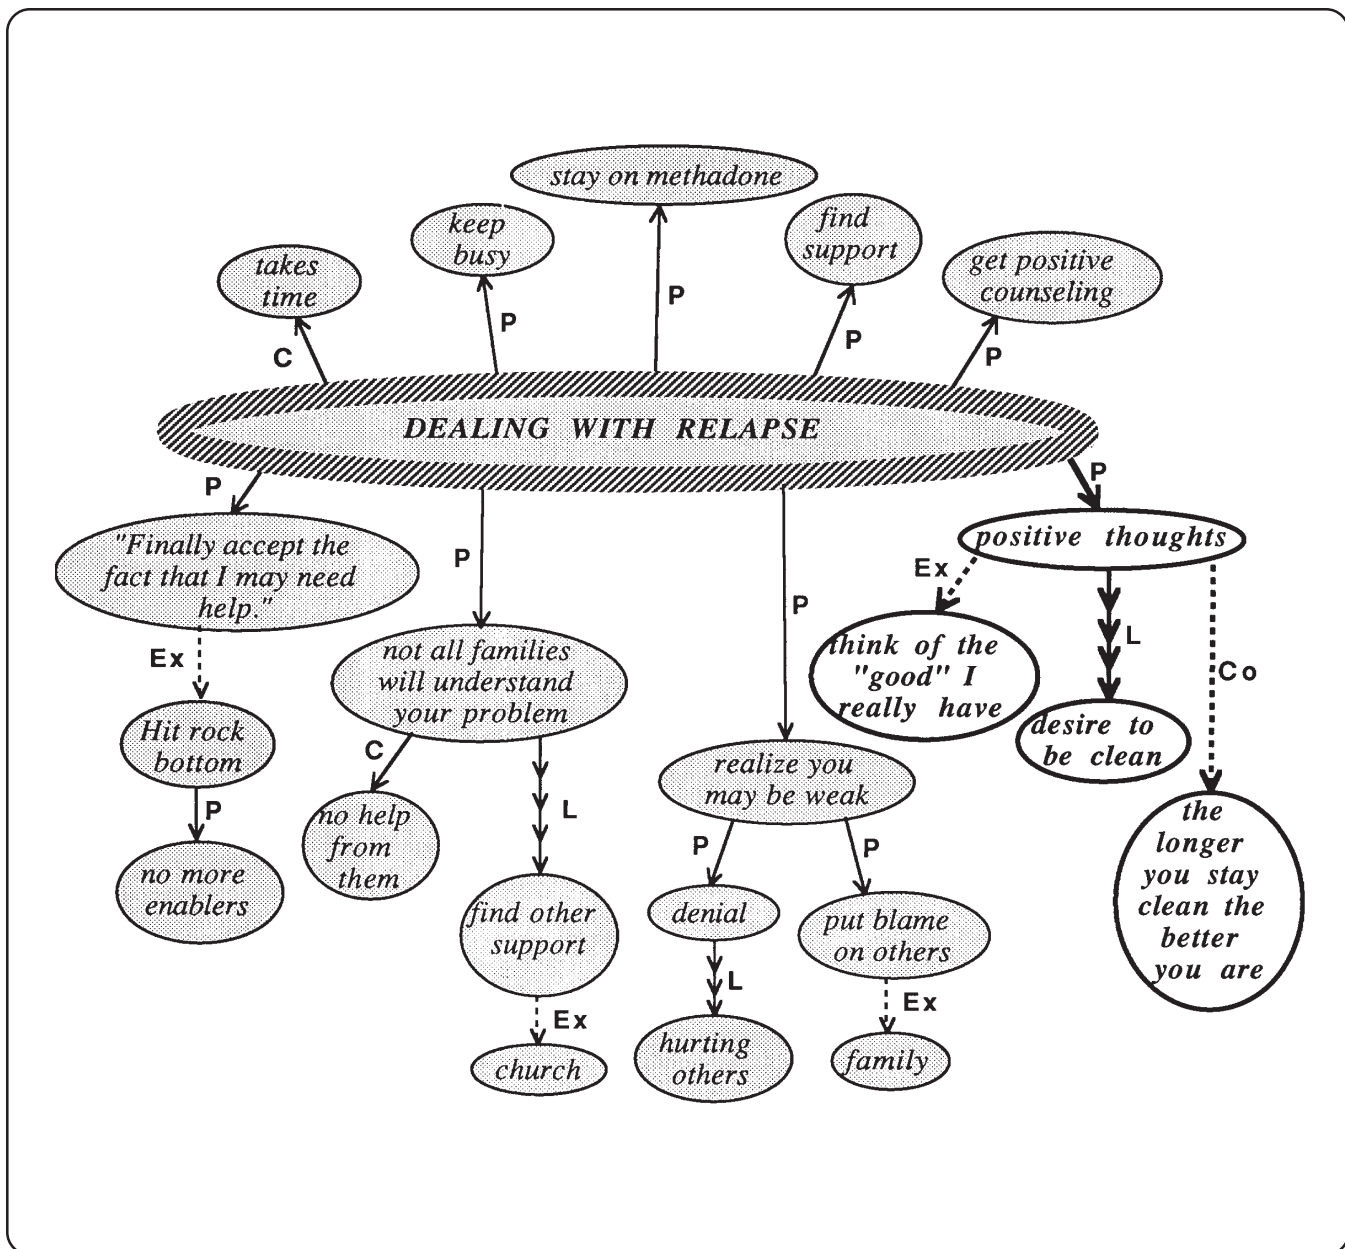 stay on methadone
keep
busy
find
support
takes
time
get positive
counseling
P
P
C
P
P
DEALING WITH RELAPSE
P
P
P
P
"Finally accept the
fact that I may need
help."
Ex
Hit rock
bottom
P
no more
enablers
not all families
will understand
your problem
C
no help
from
them
L
find other
support
Ex
church
realize you
may be weak
P
denial
L
hurting
others
P
put blame
on others
Ex
family
positive thoughts
Ex
think of the
"good" I
really have
L
desire to
be clean
Co
the
longer
you stay
clean the
better
you are